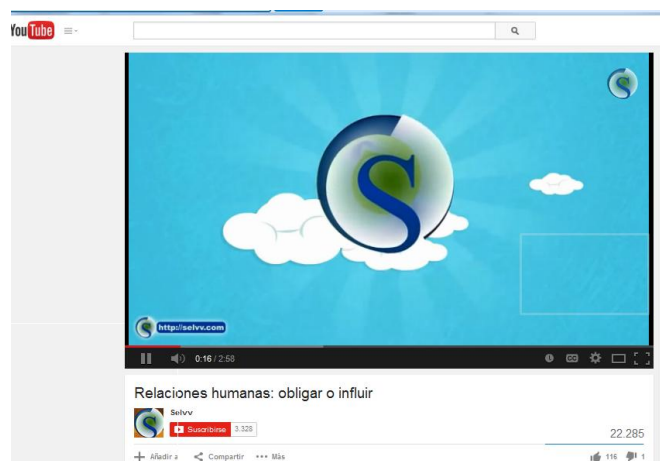 You Tube
S
S
http://selvv.com
0:16 / 2:58
CC
Relaciones humanas: obligar o influir
Selvv
Suscribirse 3.328
22.285
Añadir a Compartir ••• Más 116 1